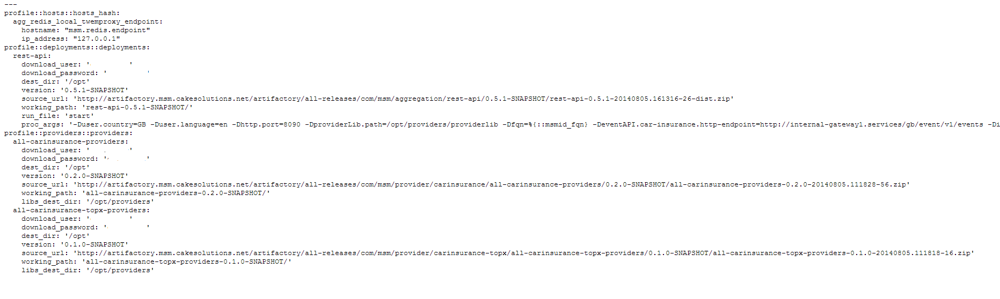 ---
profile::hosts::hosts_hash:
  agg_redis_local_twemproxy_endpoint:
    hostname: "msm.redis.endpoint"
    ip_address: "127.0.0.1"
profile::deployments::deployments:
  rest-api:
    download_user: '         '
    download_password: '         '
    dest_dir: '/opt'
    version: '0.5.1-SNAPSHOT'
    source_url: 'http://artifactory.msm.cakesolutions.net/artifactory/all-releases/com/msm/aggregation/rest-api/0.5.1-SNAPSHOT/rest-api-0.5.1-20140805.161316-26-dist.zip'
    working_path: 'rest-api-0.5.1-SNAPSHOT/'
    run_file: 'start'
    proc_args: '-Duser.country=GB -Duser.language=en -Dhttp.port=8090 -DproviderLib.path=/opt/providers/providerlib -Dfqn=%{::msmid_fqn} -DeventAPI.car-insurance.http-endpoint=http://internal-gateway1.services/gb/event/v1/events -Di
profile::providers::providers:
  all-carinsurance-providers:
    download_user: '         '
    download_password: '         '
    dest_dir: '/opt'
    version: '0.2.0-SNAPSHOT'
    source_url: 'http://artifactory.msm.cakesolutions.net/artifactory/all-releases/com/msm/provider/carinsurance/all-carinsurance-providers/0.2.0-SNAPSHOT/all-carinsurance-providers-0.2.0-20140805.111828-56.zip'
    working_path: 'all-carinsurance-providers-0.2.0-SNAPSHOT/'
    libs_dest_dir: '/opt/providers'
  all-carinsurance-topx-providers:
    download_user: '         '
    download_password: '         '
    dest_dir: '/opt'
    version: '0.1.0-SNAPSHOT'
    source_url: 'http://artifactory.msm.cakesolutions.net/artifactory/all-releases/com/msm/provider/carinsurance-topx/all-carinsurance-topx-providers/0.1.0-SNAPSHOT/all-carinsurance-topx-providers-0.1.0-20140805.111818-16.zip'
    working_path: 'all-carinsurance-topx-providers-0.1.0-SNAPSHOT/'
    libs_dest_dir: '/opt/providers'